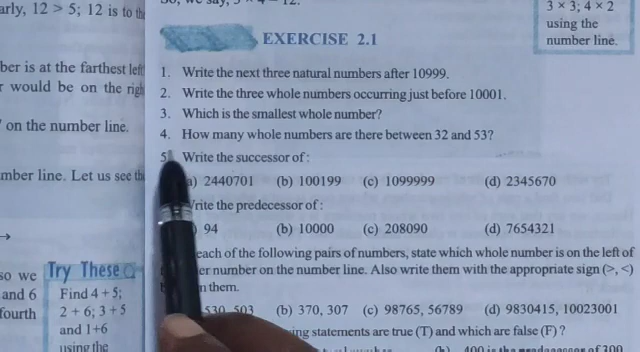 arly, 12 > 5; 12 is to the
ber is at the farthest left
would be on the righ
on the number line.
mber line. Let us see th
→
so we
and 6
fourth
Try These
Find 4 + 5;
2 + 6; 3 + 5
and 1+6
using the
3 × 3; 4 × 2
using the
number line.
EXERCISE 2.1
1. Write the next three natural numbers after 10999.
2. Write the three whole numbers occurring just before 10001.
3. Which is the smallest whole number?
4. How many whole numbers are there between 32 and 53?
5 Write the successor of :
a) 2440701 (b) 100199 (c) 1099999 (d) 2345670
Write the predecessor of :
) 94 (b) 10000 (c) 208090 (d) 7654321
each of the following pairs of numbers, state which whole number is on the left of
er number on the number line. Also write them with the appropriate sign (>, <)
n them.
530, 503 (b) 370, 307 (c) 98765, 56789 (d) 9830415, 10023001
ing statements are true (T) and which are false (F) ?